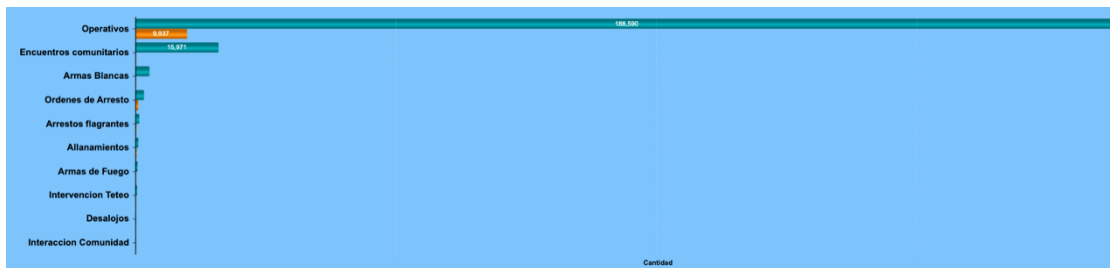 Operativos
188,590
9,937
Encuentros comunitarios
15,971
Armas Blancas
Ordenes de Arresto
Arrestos flagrantes
Allanamientos
Armas de Fuego
Intervencion Teteo
Desalojos
Interaccion Comunidad
Cantidad